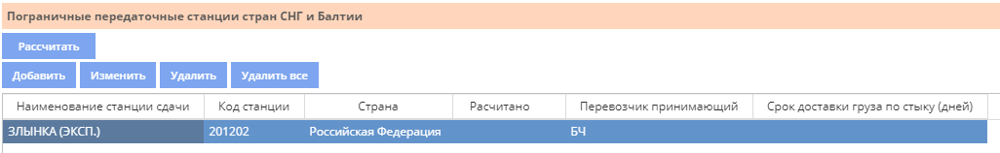 Пограничные передаточные станции стран СНГ и Балтии
Рассчитать
Добавить Изменить Удалить Удалить все
Наименование станции сдачи Код станции Страна Расчитано Перевозчик принимающий Срок доставки груза по стыку (дней)
ЗЛЫНКА (ЭКСП.) 201202 Российская Федерация БЧ